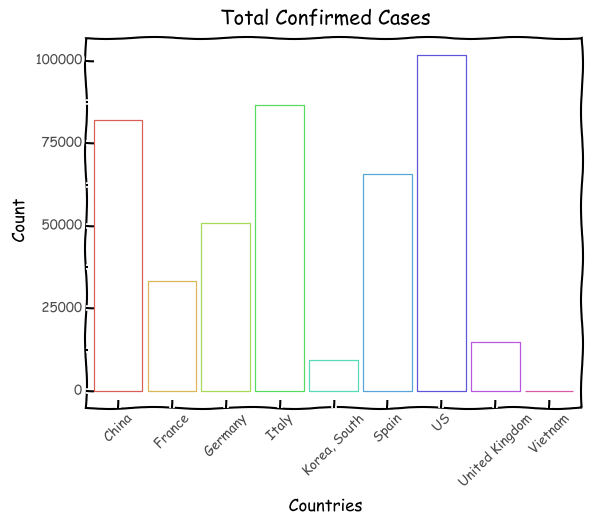 Total Confirmed Cases
100000
75000
50000
25000
0
Count
China
France
Germany
Italy
Korea, South
Spain
US
United Kingdom
Vietnam
Countries